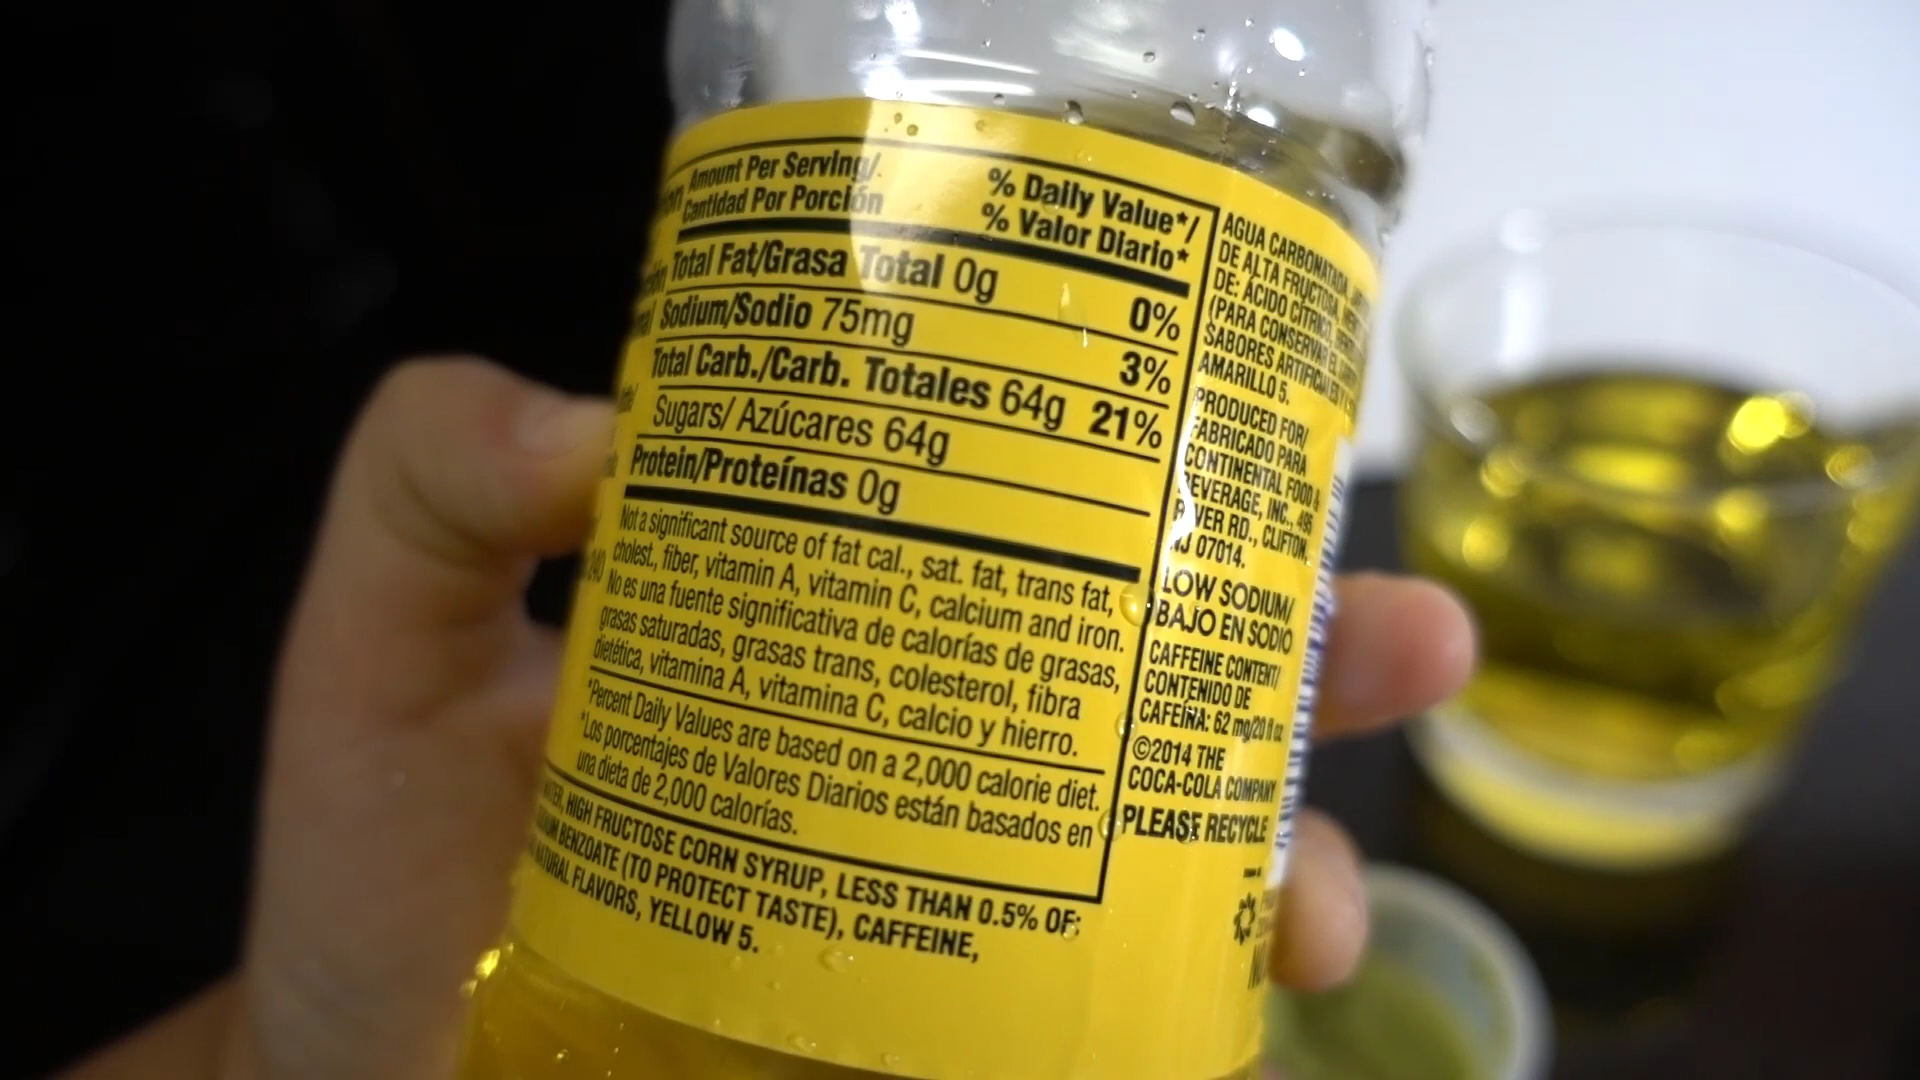 Amount Per Serving/
Cantidad Por Porción
% Daily Value*/
% Valor Diario*
Total Fat/Grasa Total 0g 0%
Sodium/Sodio 75mg 3%
Total Carb./Carb. Totales 64g 21%
Sugars/ Azúcares 64g
Protein/Proteínas 0g
Not a significant source of fat cal., sat. fat, trans fat,
cholest., fiber, vitamin A, vitamin C, calcium and iron.
No es una fuente significativa de calorías de grasas,
grasas saturadas, grasas trans, colesterol, fibra
dietética, vitamina A, vitamina C, calcio y hierro.
*Percent Daily Values are based on a 2,000 calorie diet.
*Los porcentajes de Valores Diarios están basados en
una dieta de 2,000 calorías.
HIGH FRUCTOSE CORN SYRUP, LESS THAN 0.5% OF:
BENZOATE (TO PROTECT TASTE), CAFFEINE,
FLAVORS, YELLOW 5.
AGUA CARBONATADA,
DE ALTA FRUCTOSA,
DE: ÁCIDO CÍTRICO,
(PARA CONSERVAR EL
SABORES ARTIFICIALES
AMARILLO 5.
PRODUCED FOR/
FABRICADO PARA
CONTINENTAL FOOD &
BEVERAGE, INC., 495
RIVER RD., CLIFTON,
NJ 07014.
LOW SODIUM/
BAJO EN SODIO
CAFFEINE CONTENT/
CONTENIDO DE
CAFEÍNA: 62 mg/20 fl oz
©2014 THE
COCA-COLA COMPANY
PLEASE RECYCLE